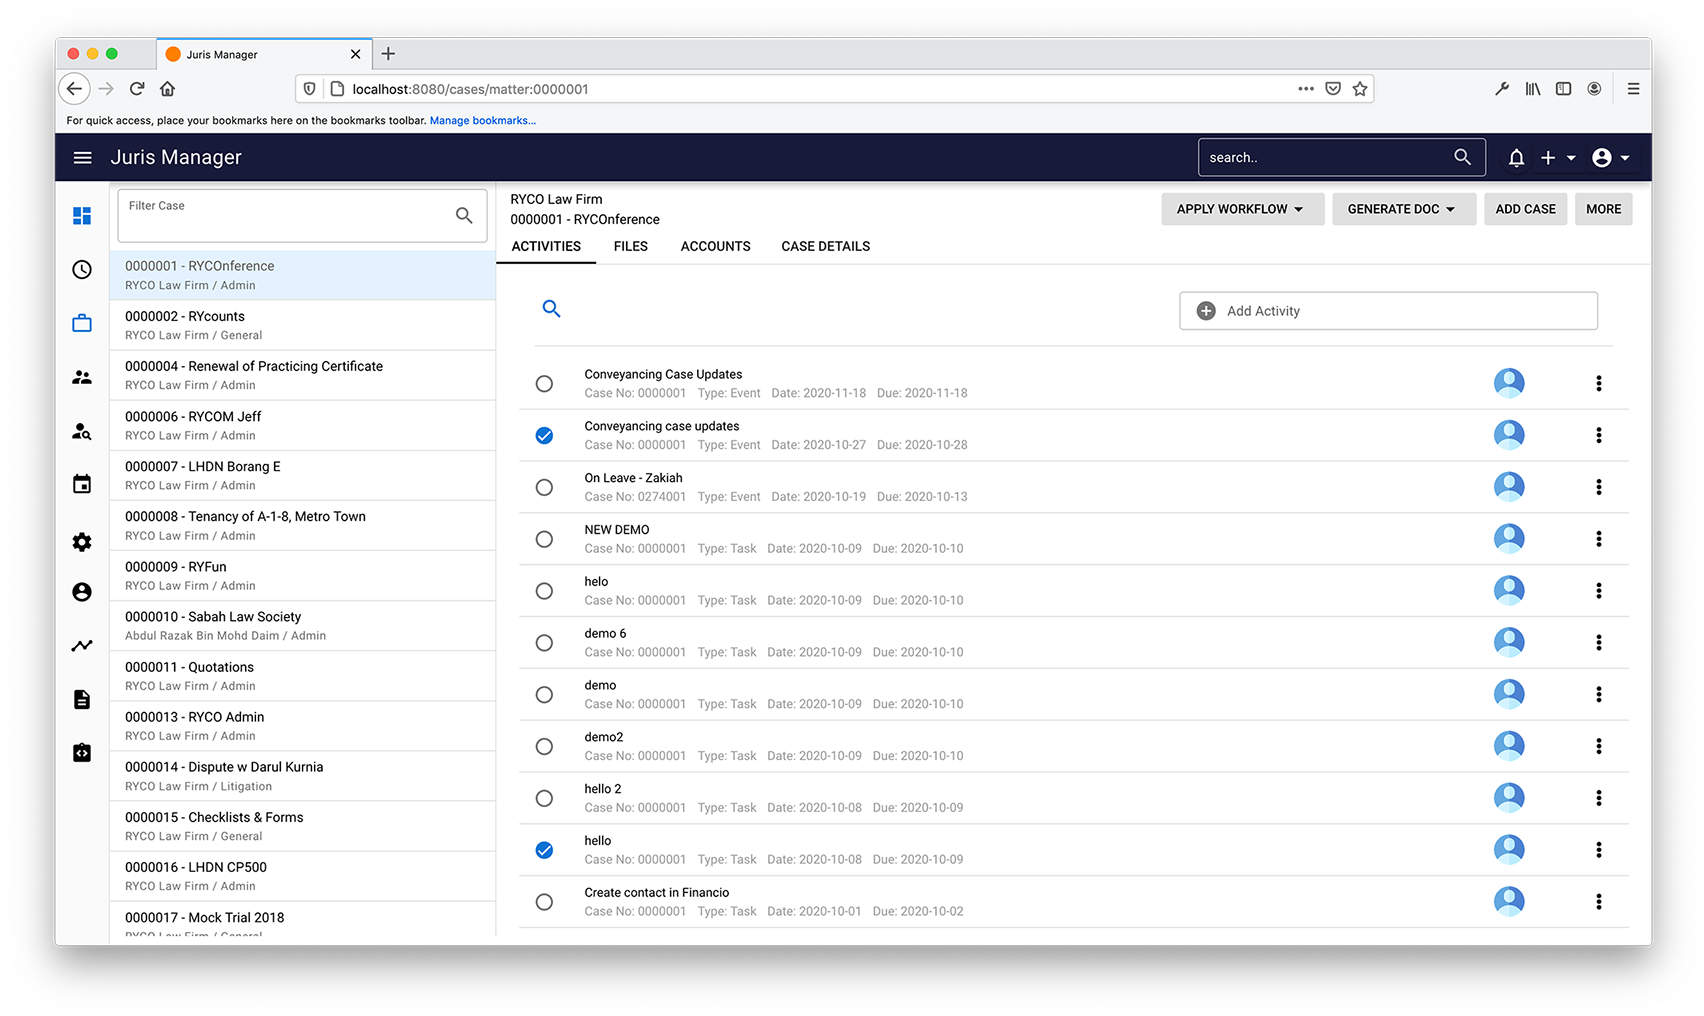 Juris Manager
localhost:8080/cases/matter:0000001
For quick access, place your bookmarks here on the bookmarks toolbar. Manage bookmarks...
Juris Manager
search..
Filter Case
0000001 - RYCOnference
RYCO Law Firm / Admin
0000002 - RYcounts
RYCO Law Firm / General
0000004 - Renewal of Practicing Certificate
RYCO Law Firm / Admin
0000006 - RYCOM Jeff
RYCO Law Firm / Admin
0000007 - LHDN Borang E
RYCO Law Firm / Admin
0000008 - Tenancy of A-1-8, Metro Town
RYCO Law Firm / Admin
0000009 - RYFun
RYCO Law Firm / Admin
0000010 - Sabah Law Society
Abdul Razak Bin Mohd Daim / Admin
0000011 - Quotations
RYCO Law Firm / Admin
0000013 - RYCO Admin
RYCO Law Firm / Admin
0000014 - Dispute w Darul Kurnia
RYCO Law Firm / Litigation
0000015 - Checklists & Forms
RYCO Law Firm / General
0000016 - LHDN CP500
RYCO Law Firm / Admin
0000017 - Mock Trial 2018
RYCO Law Firm / General
RYCO Law Firm
0000001 - RYCOnference
APPLY WORKFLOW GENERATE DOC ADD CASE MORE
ACTIVITIES FILES ACCOUNTS CASE DETAILS
Add Activity
Conveyancing Case Updates
Case No: 0000001 Type: Event Date: 2020-11-18 Due: 2020-11-18
Conveyancing case updates
Case No: 0000001 Type: Event Date: 2020-10-27 Due: 2020-10-28
On Leave - Zakiah
Case No: 0274001 Type: Event Date: 2020-10-19 Due: 2020-10-13
NEW DEMO
Case No: 0000001 Type: Task Date: 2020-10-09 Due: 2020-10-10
helo
Case No: 0000001 Type: Task Date: 2020-10-09 Due: 2020-10-10
demo 6
Case No: 0000001 Type: Task Date: 2020-10-09 Due: 2020-10-10
demo
Case No: 0000001 Type: Task Date: 2020-10-09 Due: 2020-10-10
demo2
Case No: 0000001 Type: Task Date: 2020-10-09 Due: 2020-10-10
hello 2
Case No: 0000001 Type: Task Date: 2020-10-08 Due: 2020-10-09
hello
Case No: 0000001 Type: Task Date: 2020-10-08 Due: 2020-10-09
Create contact in Financio
Case No: 0000001 Type: Task Date: 2020-10-01 Due: 2020-10-02